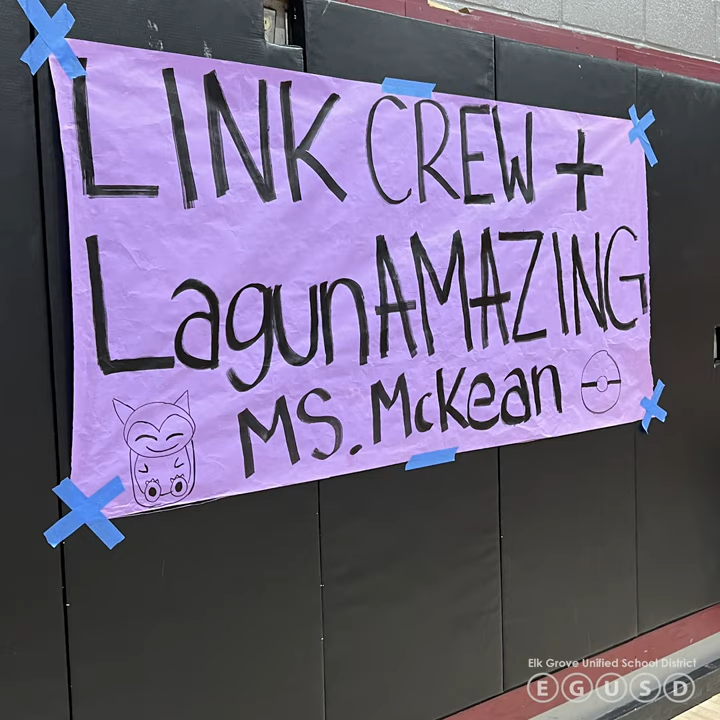 LINK CREW +
LagunAMAZING
MS. McKean
Elk Grove Unified School District
EGUSD